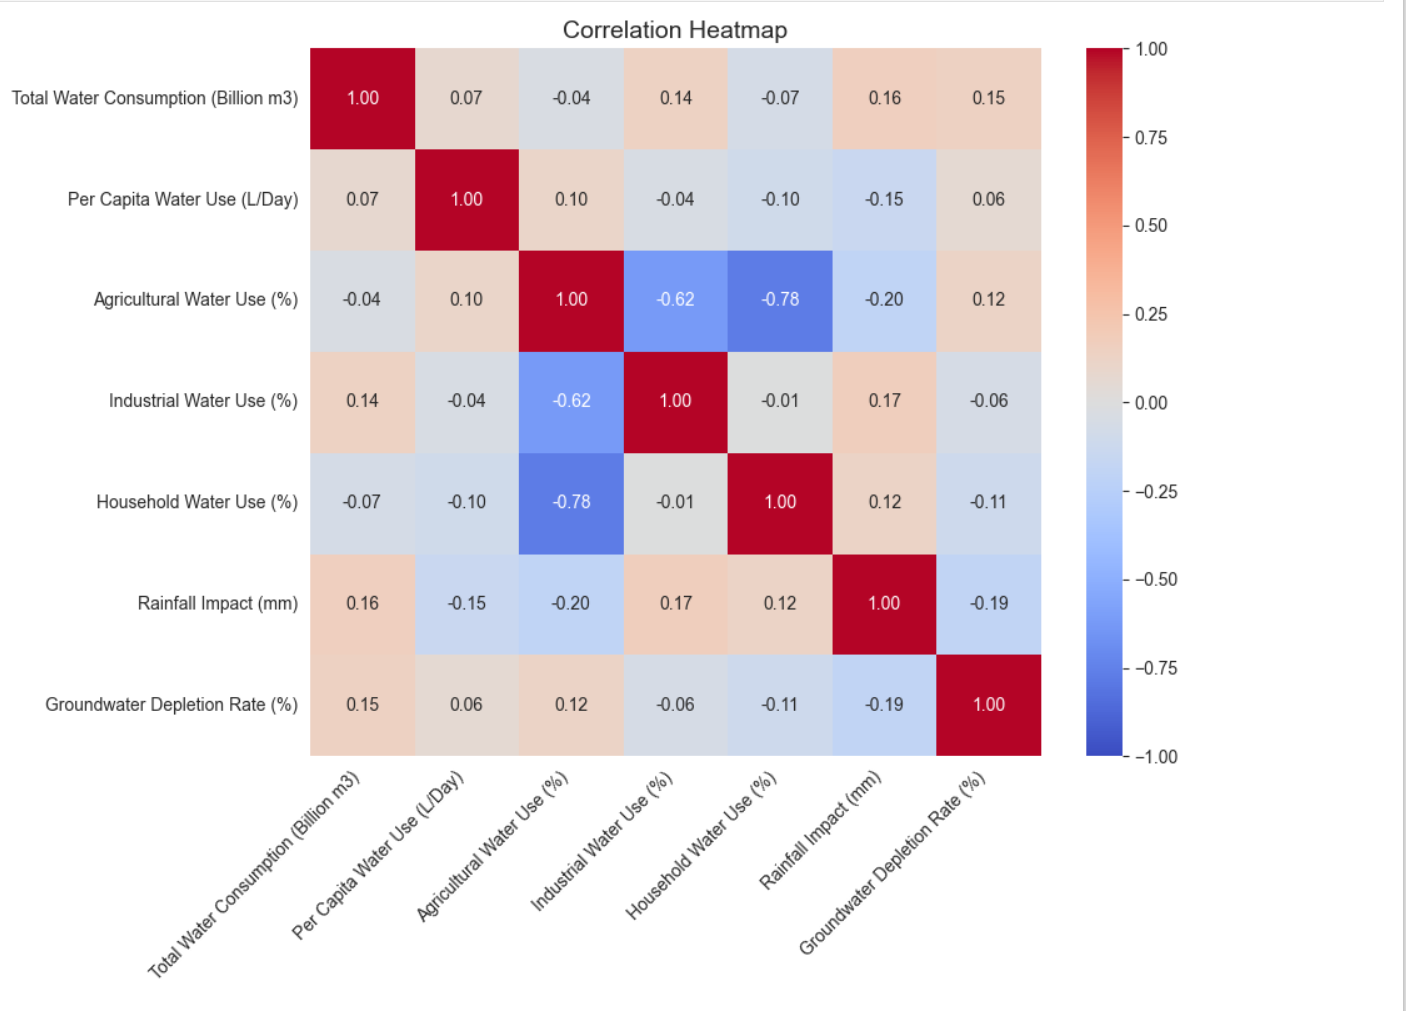 Correlation Heatmap
Total Water Consumption (Billion m3) 1.00 0.07 -0.04 0.14 -0.07 0.16 0.15
Per Capita Water Use (L/Day) 0.07 1.00 0.10 -0.04 -0.10 -0.15 0.06
Agricultural Water Use (%) -0.04 0.10 1.00 -0.62 -0.78 -0.20 0.12
Industrial Water Use (%) 0.14 -0.04 -0.62 1.00 -0.01 0.17 -0.06
Household Water Use (%) -0.07 -0.10 -0.78 -0.01 1.00 0.12 -0.11
Rainfall Impact (mm) 0.16 -0.15 -0.20 0.17 0.12 1.00 -0.19
Groundwater Depletion Rate (%) 0.15 0.06 0.12 -0.06 -0.11 -0.19 1.00
Total Water Consumption (Billion m3)
Per Capita Water Use (L/Day)
Agricultural Water Use (%)
Industrial Water Use (%)
Household Water Use (%)
Rainfall Impact (mm)
Groundwater Depletion Rate (%)
1.00
0.75
0.50
0.25
0.00
−0.25
−0.50
−0.75
−1.00